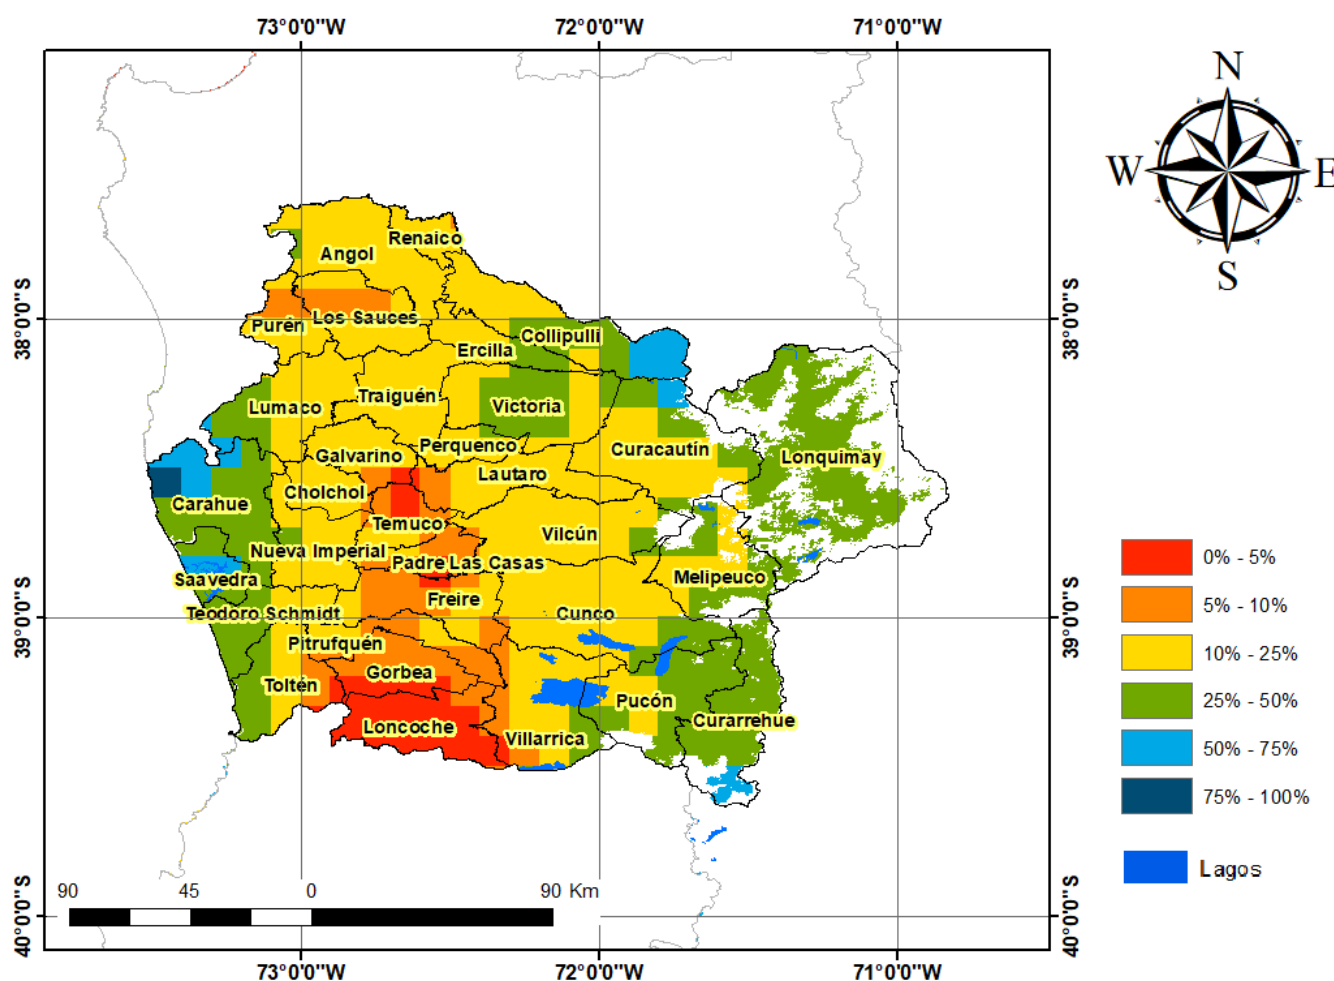 73°0'0"W 72°0'0"W 71°0'0"W
N
W E
S
38°0'0"S 38°0'0"S
39°0'0"S 39°0'0"S
40°0'0"S 40°0'0"S
Renaico
Angol
Los Sauces
Purén
Collipulli
Ercilla
Traiguén
Lumaco
Victoria
Perquenco
Curacautín
Galvarino
Lonquimay
Lautaro
Cholchol
Carahue
Temuco
Vilcún
Nueva Imperial
Padre Las Casas
Saavedra
Melipeuco
Freire
Teodoro Schmidt
Cunco
Pitrufquén
Gorbea
Toltén
Pucón
Curarrehue
Loncoche
Villarrica
0% - 5%
5% - 10%
10% - 25%
25% - 50%
50% - 75%
75% - 100%
Lagos
90 45 0 90 Km
73°0'0"W 72°0'0"W 71°0'0"W